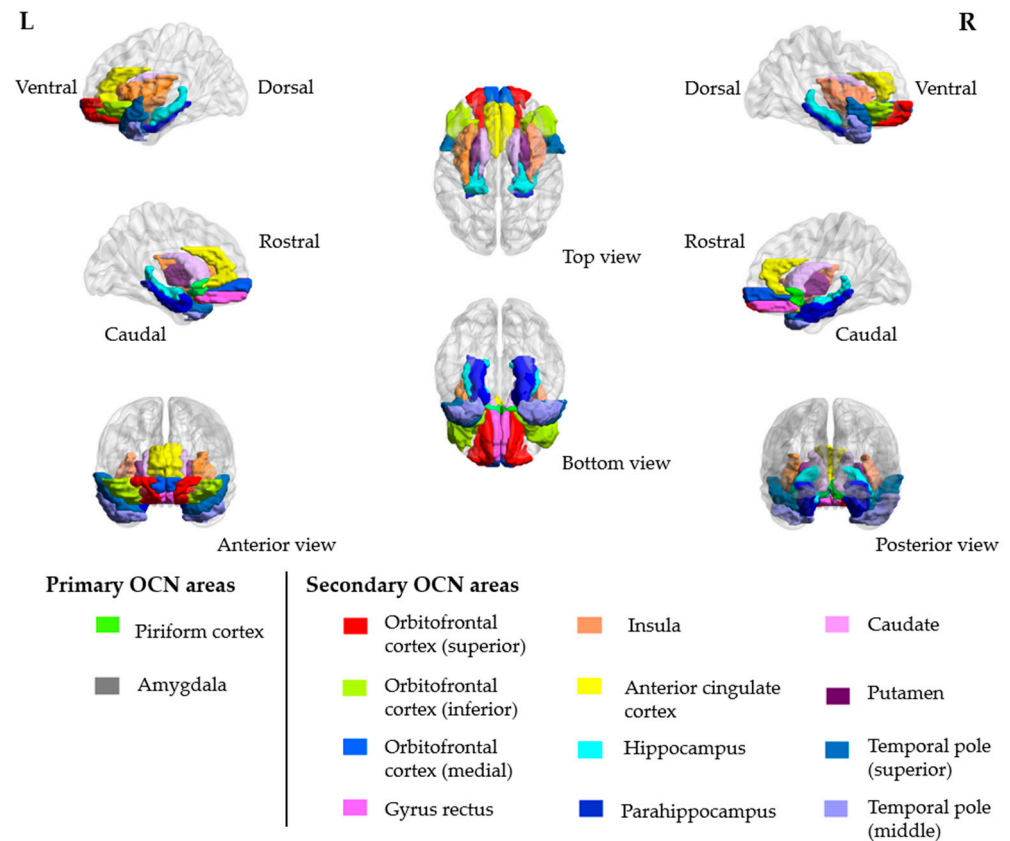 L
R
Ventral
Dorsal
Dorsal
Ventral
Top view
Rostral
Caudal
Rostral
Caudal
Bottom view
Anterior view
Posterior view
Primary OCN areas
Piriform cortex
Amygdala
Secondary OCN areas
Orbitofrontal
cortex (superior)
Orbitofrontal
cortex (inferior)
Orbitofrontal
cortex (medial)
Gyrus rectus
Insula
Anterior cingulate
cortex
Hippocampus
Parahippocampus
Caudate
Putamen
Temporal pole
(superior)
Temporal pole
(middle)